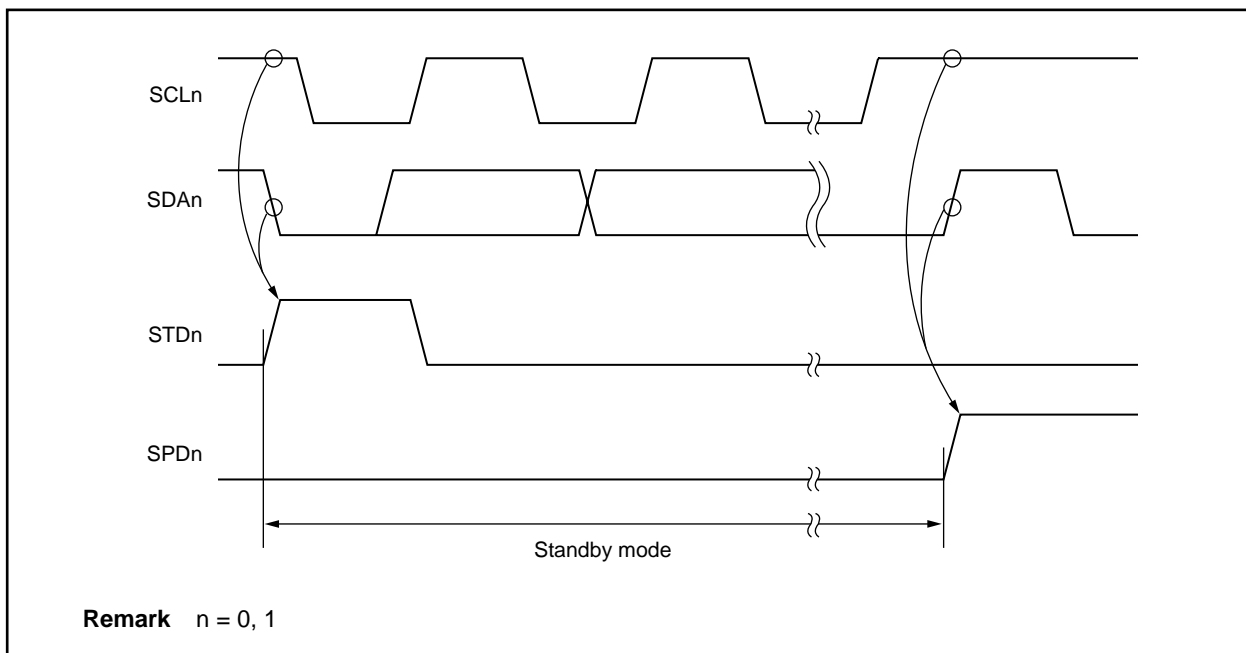 SCLn
SDAn
STDn
SPDn
Standby mode
Remark n = 0, 1